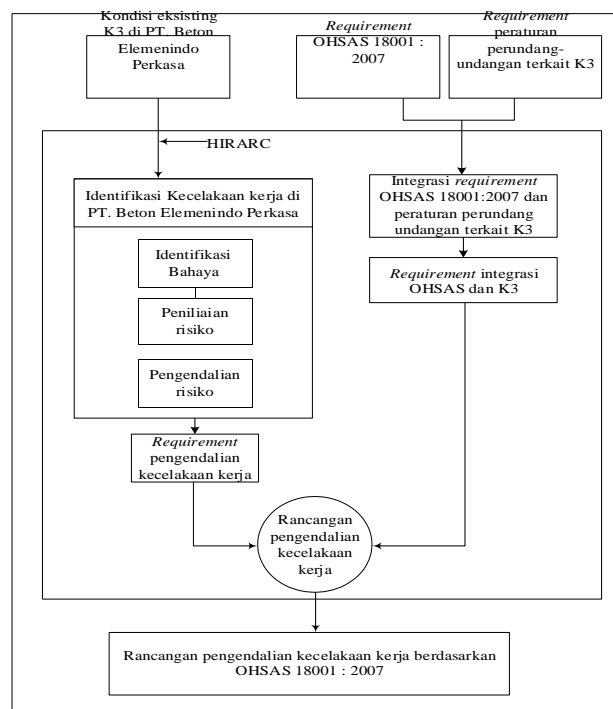 Kondisi eksisting
K3 di PT. Beton
Elemenindo
Perkasa
Requirement
OHSAS 18001 :
2007
Requirement
peraturan
perundang-
undangan terkait K3
HIRARC
Identifikasi Kecelakaan kerja di
PT. Beton Elemenindo Perkasa
Identifikasi
Bahaya
Peniliaian
risiko
Pengendalian
risiko
Requirement
pengendalian
kecelakaan kerja
Integrasi requirement
OHSAS 18001:2007 dan
peraturan perundang
undangan terkait K3
Requirement integrasi
OHSAS dan K3
Rancangan
pengendalian
kecelakaan
kerja
Rancangan pengendalian kecelakaan kerja berdasarkan
OHSAS 18001 : 2007